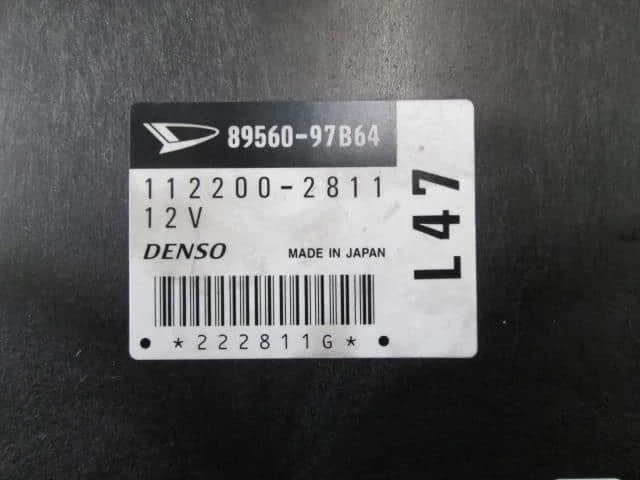 89560-97B64
112200-2811
12V
DENSO MADE IN JAPAN
*222811G*
L47